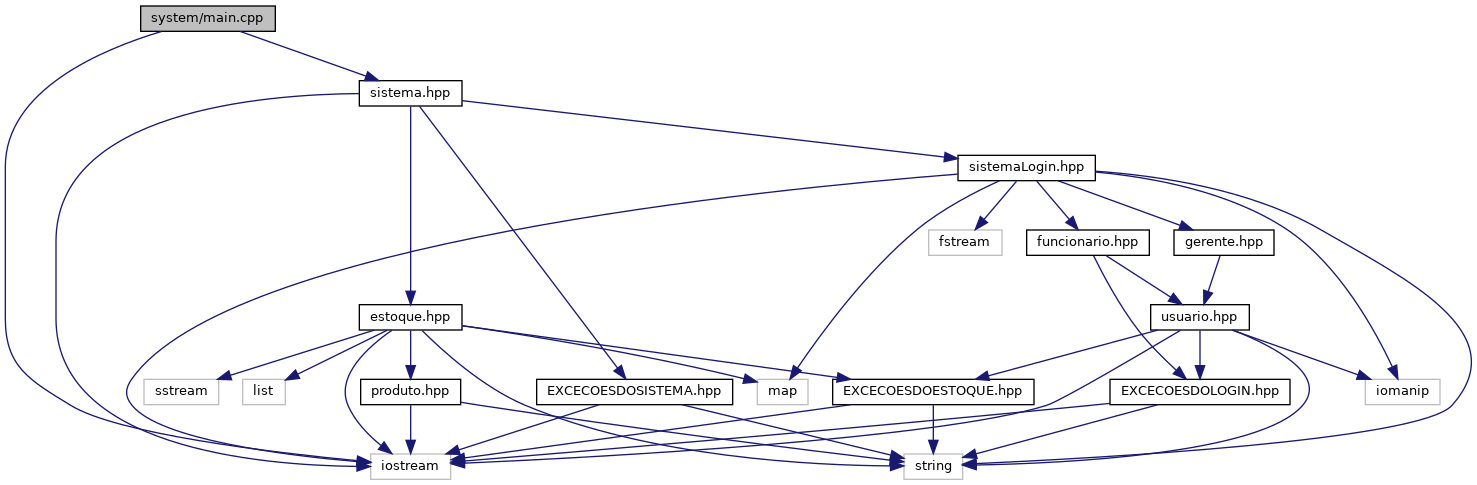 system/main.cpp
sistema.hpp
sistemaLogin.hpp
fstream
funcionario.hpp
gerente.hpp
estoque.hpp
usuario.hpp
sstream
list
produto.hpp
EXCECOESDOSISTEMA.hpp
map
EXCECOESDOESTOQUE.hpp
EXCECOESDOLOGIN.hpp
iomanip
iostream
string